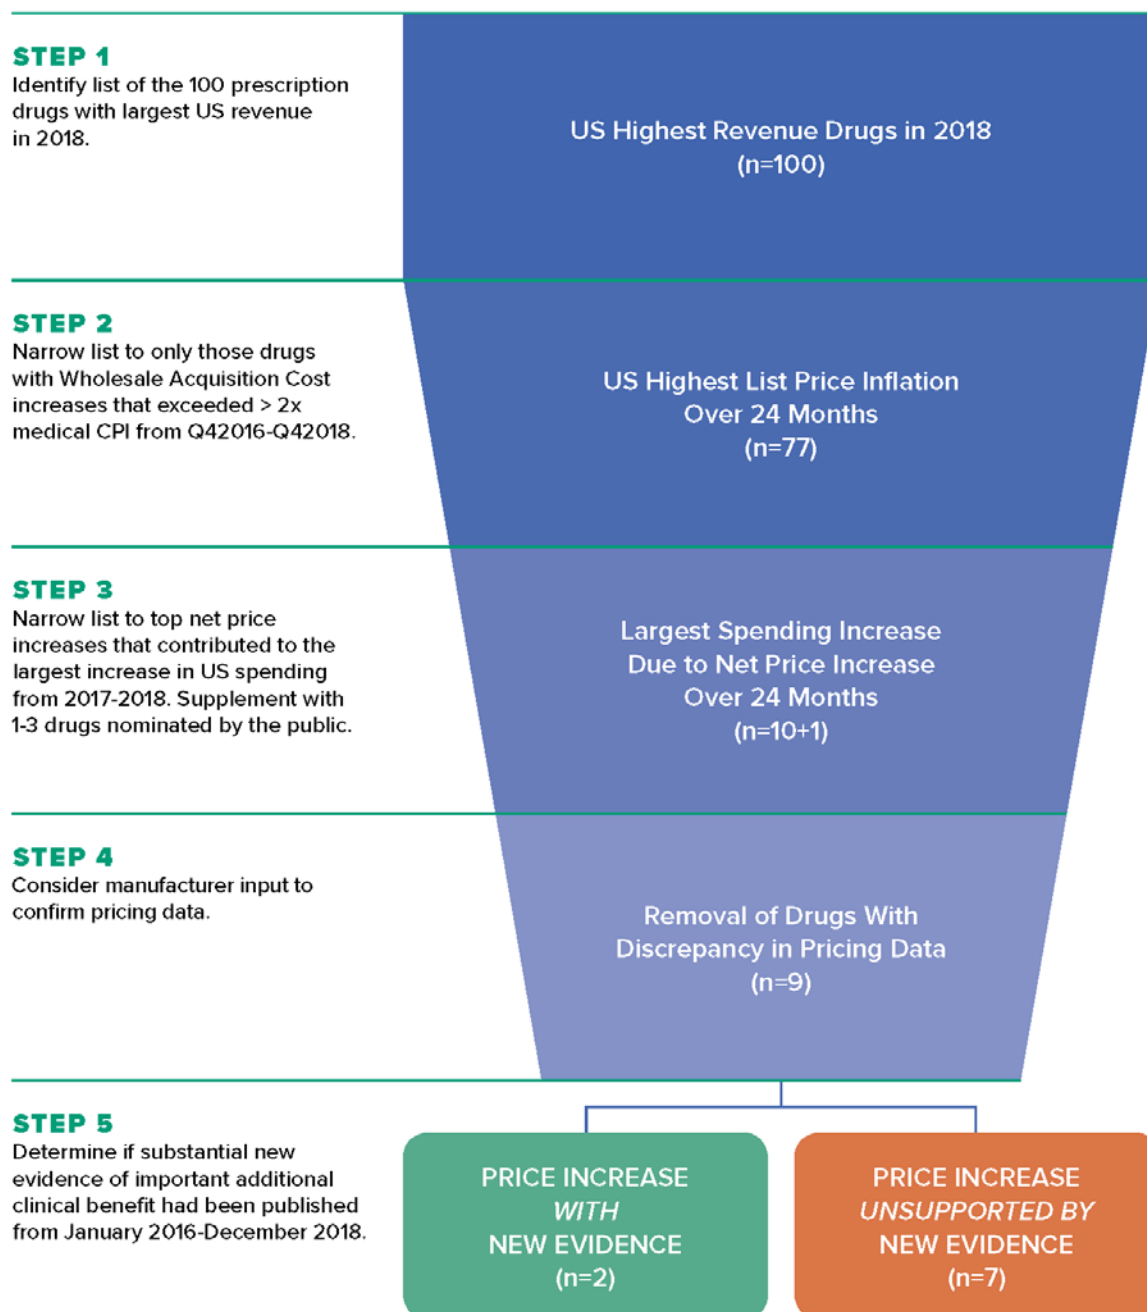 STEP 1
Identify list of the 100 prescription
drugs with largest US revenue
in 2018.
US Highest Revenue Drugs in 2018
(n=100)
STEP 2
Narrow list to only those drugs
with Wholesale Acquisition Cost
increases that exceeded > 2x
medical CPI from Q42016-Q42018.
US Highest List Price Inflation
Over 24 Months
(n=77)
STEP 3
Narrow list to top net price
increases that contributed to the
largest increase in US spending
from 2017-2018. Supplement with
1-3 drugs nominated by the public.
Largest Spending Increase
Due to Net Price Increase
Over 24 Months
(n=10+1)
STEP 4
Consider manufacturer input to
confirm pricing data.
Removal of Drugs With
Discrepancy in Pricing Data
(n=9)
STEP 5
Determine if substantial new
evidence of important additional
clinical benefit had been published
from January 2016-December 2018.
PRICE INCREASE
WITH
NEW EVIDENCE
(n=2)
PRICE INCREASE
UNSUPPORTED BY
NEW EVIDENCE
(n=7)